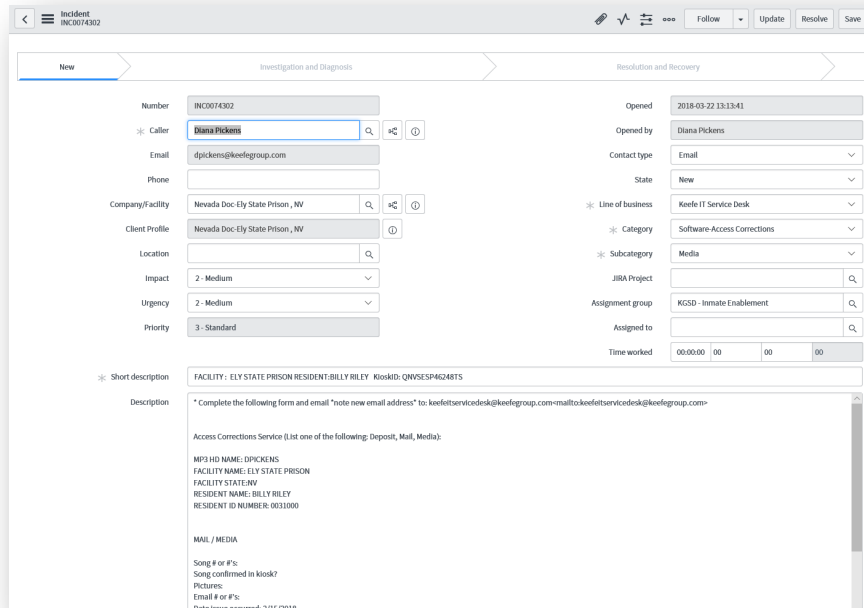 Incident
INC0074302
Follow
Update
Resolve
Save
New
Investigation and Diagnosis
Resolution and Recovery
Number INC0074302
Caller Diana Pickens
Email dpickens@keefegroup.com
Phone
Company/Facility Nevada Doc-Ely State Prison , NV
Client Profile Nevada Doc-Ely State Prison , NV
Location
Impact 2 - Medium
Urgency 2 - Medium
Priority 3 - Standard
Opened 2018-03-22 13:13:41
Opened by Diana Pickens
Contact type Email
State New
Line of business Keefe IT Service Desk
Category Software-Access Corrections
Subcategory Media
JIRA Project
Assignment group KGSD - Inmate Enablement
Assigned to
Time worked 00:00:00 00 00 00
Short description FACILITY : ELY STATE PRISON RESIDENT:BILLY RILEY KioskID: QNVSESP46248TS
Description
* Complete the following form and email *note new email address* to: keefeitservicedesk@keefegroup.com<mailto:keefeitservicedesk@keefegroup.com>
Access Corrections Service (List one of the following: Deposit, Mail, Media):
MP3 HD NAME: DPICKENS
FACILITY NAME: ELY STATE PRISON
FACILITY STATE:NV
RESIDENT NAME: BILLY RILEY
RESIDENT ID NUMBER: 0031000
MAIL / MEDIA
Song # or #'s:
Song confirmed in kiosk?
Pictures:
Email # or #'s:
Date issue occurred: 3/15/2018